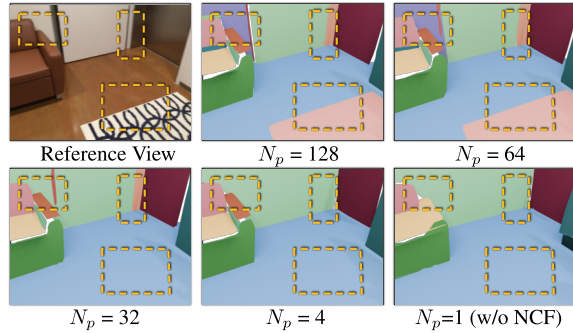 Reference View
N_p = 128
N_p = 64
N_p = 32
N_p = 4
N_p=1 (w/o NCF)